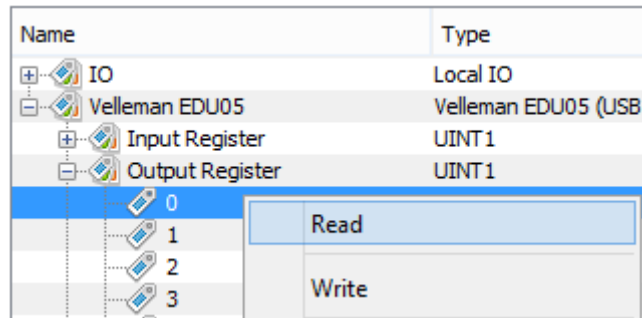 Name Type
IO Local IO
Velleman EDU05 Velleman EDU05 (USB
Input Register UINT1
Output Register UINT1
0
Read
1
2
Write
3